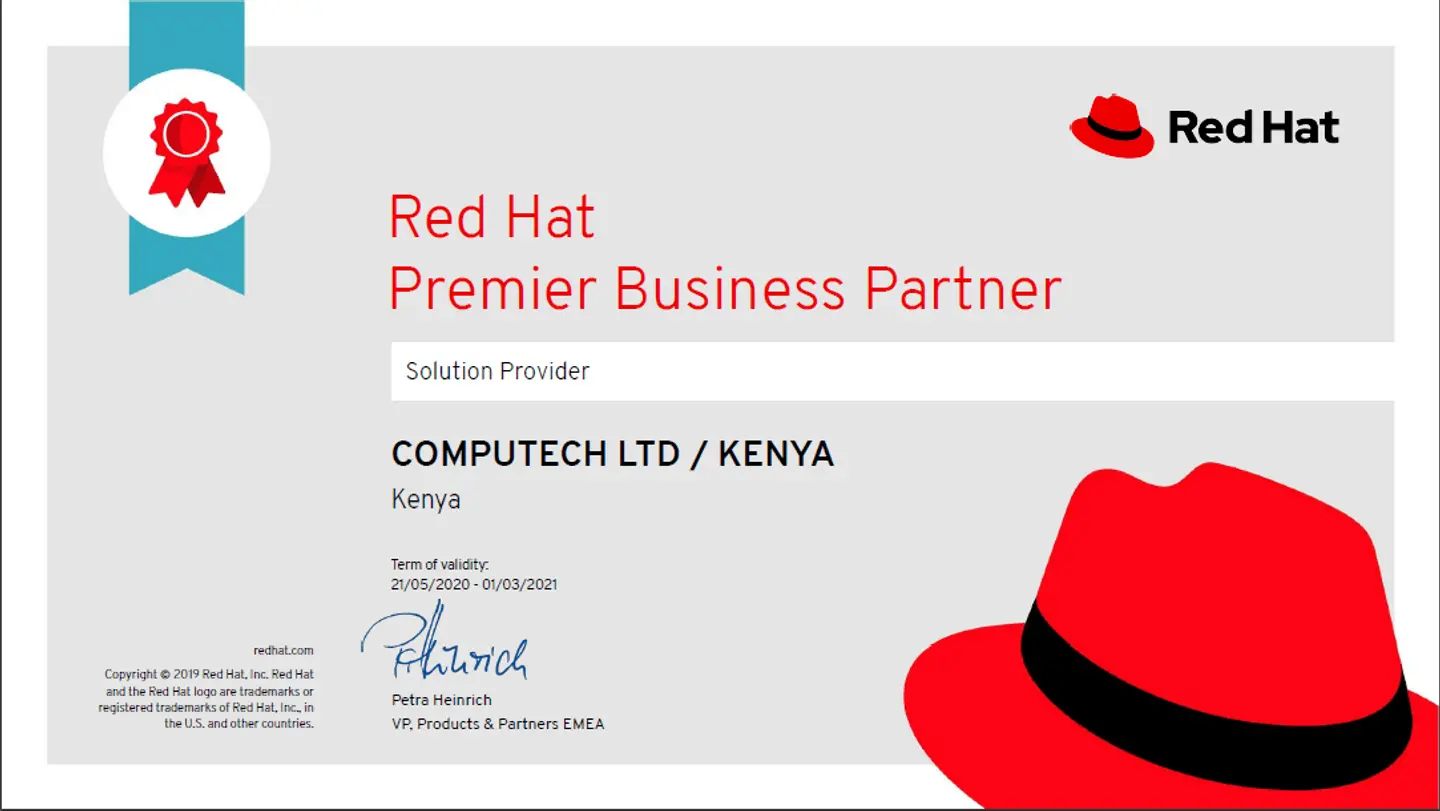 Red Hat
Red Hat
Premier Business Partner
Solution Provider
COMPUTECH LTD / KENYA
Kenya
Term of validity:
21/05/2020 - 01/03/2021
PHeinrich
Petra Heinrich
VP, Products & Partners EMEA
redhat.com
Copyright © 2019 Red Hat, Inc. Red Hat
and the Red Hat logo are trademarks or
registered trademarks of Red Hat, Inc., in
the U.S. and other countries.